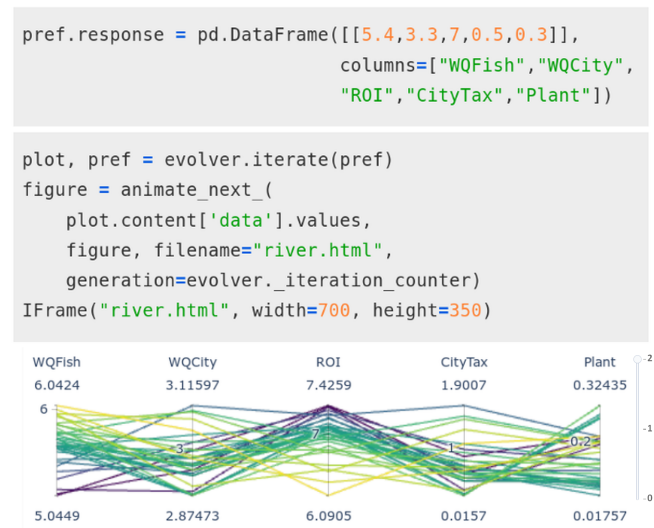 pref.response = pd.DataFrame([[5.4,3.3,7,0.5,0.3]],
columns=["WQFish","WQCity",
"ROI","CityTax","Plant"])
plot, pref = evolver.iterate(pref)
figure = animate_next_(
plot.content['data'].values,
figure, filename="river.html",
generation=evolver._iteration_counter)
IFrame("river.html", width=700, height=350)
WQFish WQCity ROI CityTax Plant
6.0424 3.11597 7.4259 1.9007 0.32435
2
6
1
7
0.2
3
1
0
5.0449 2.87473 6.0905 0.0157 0.01757